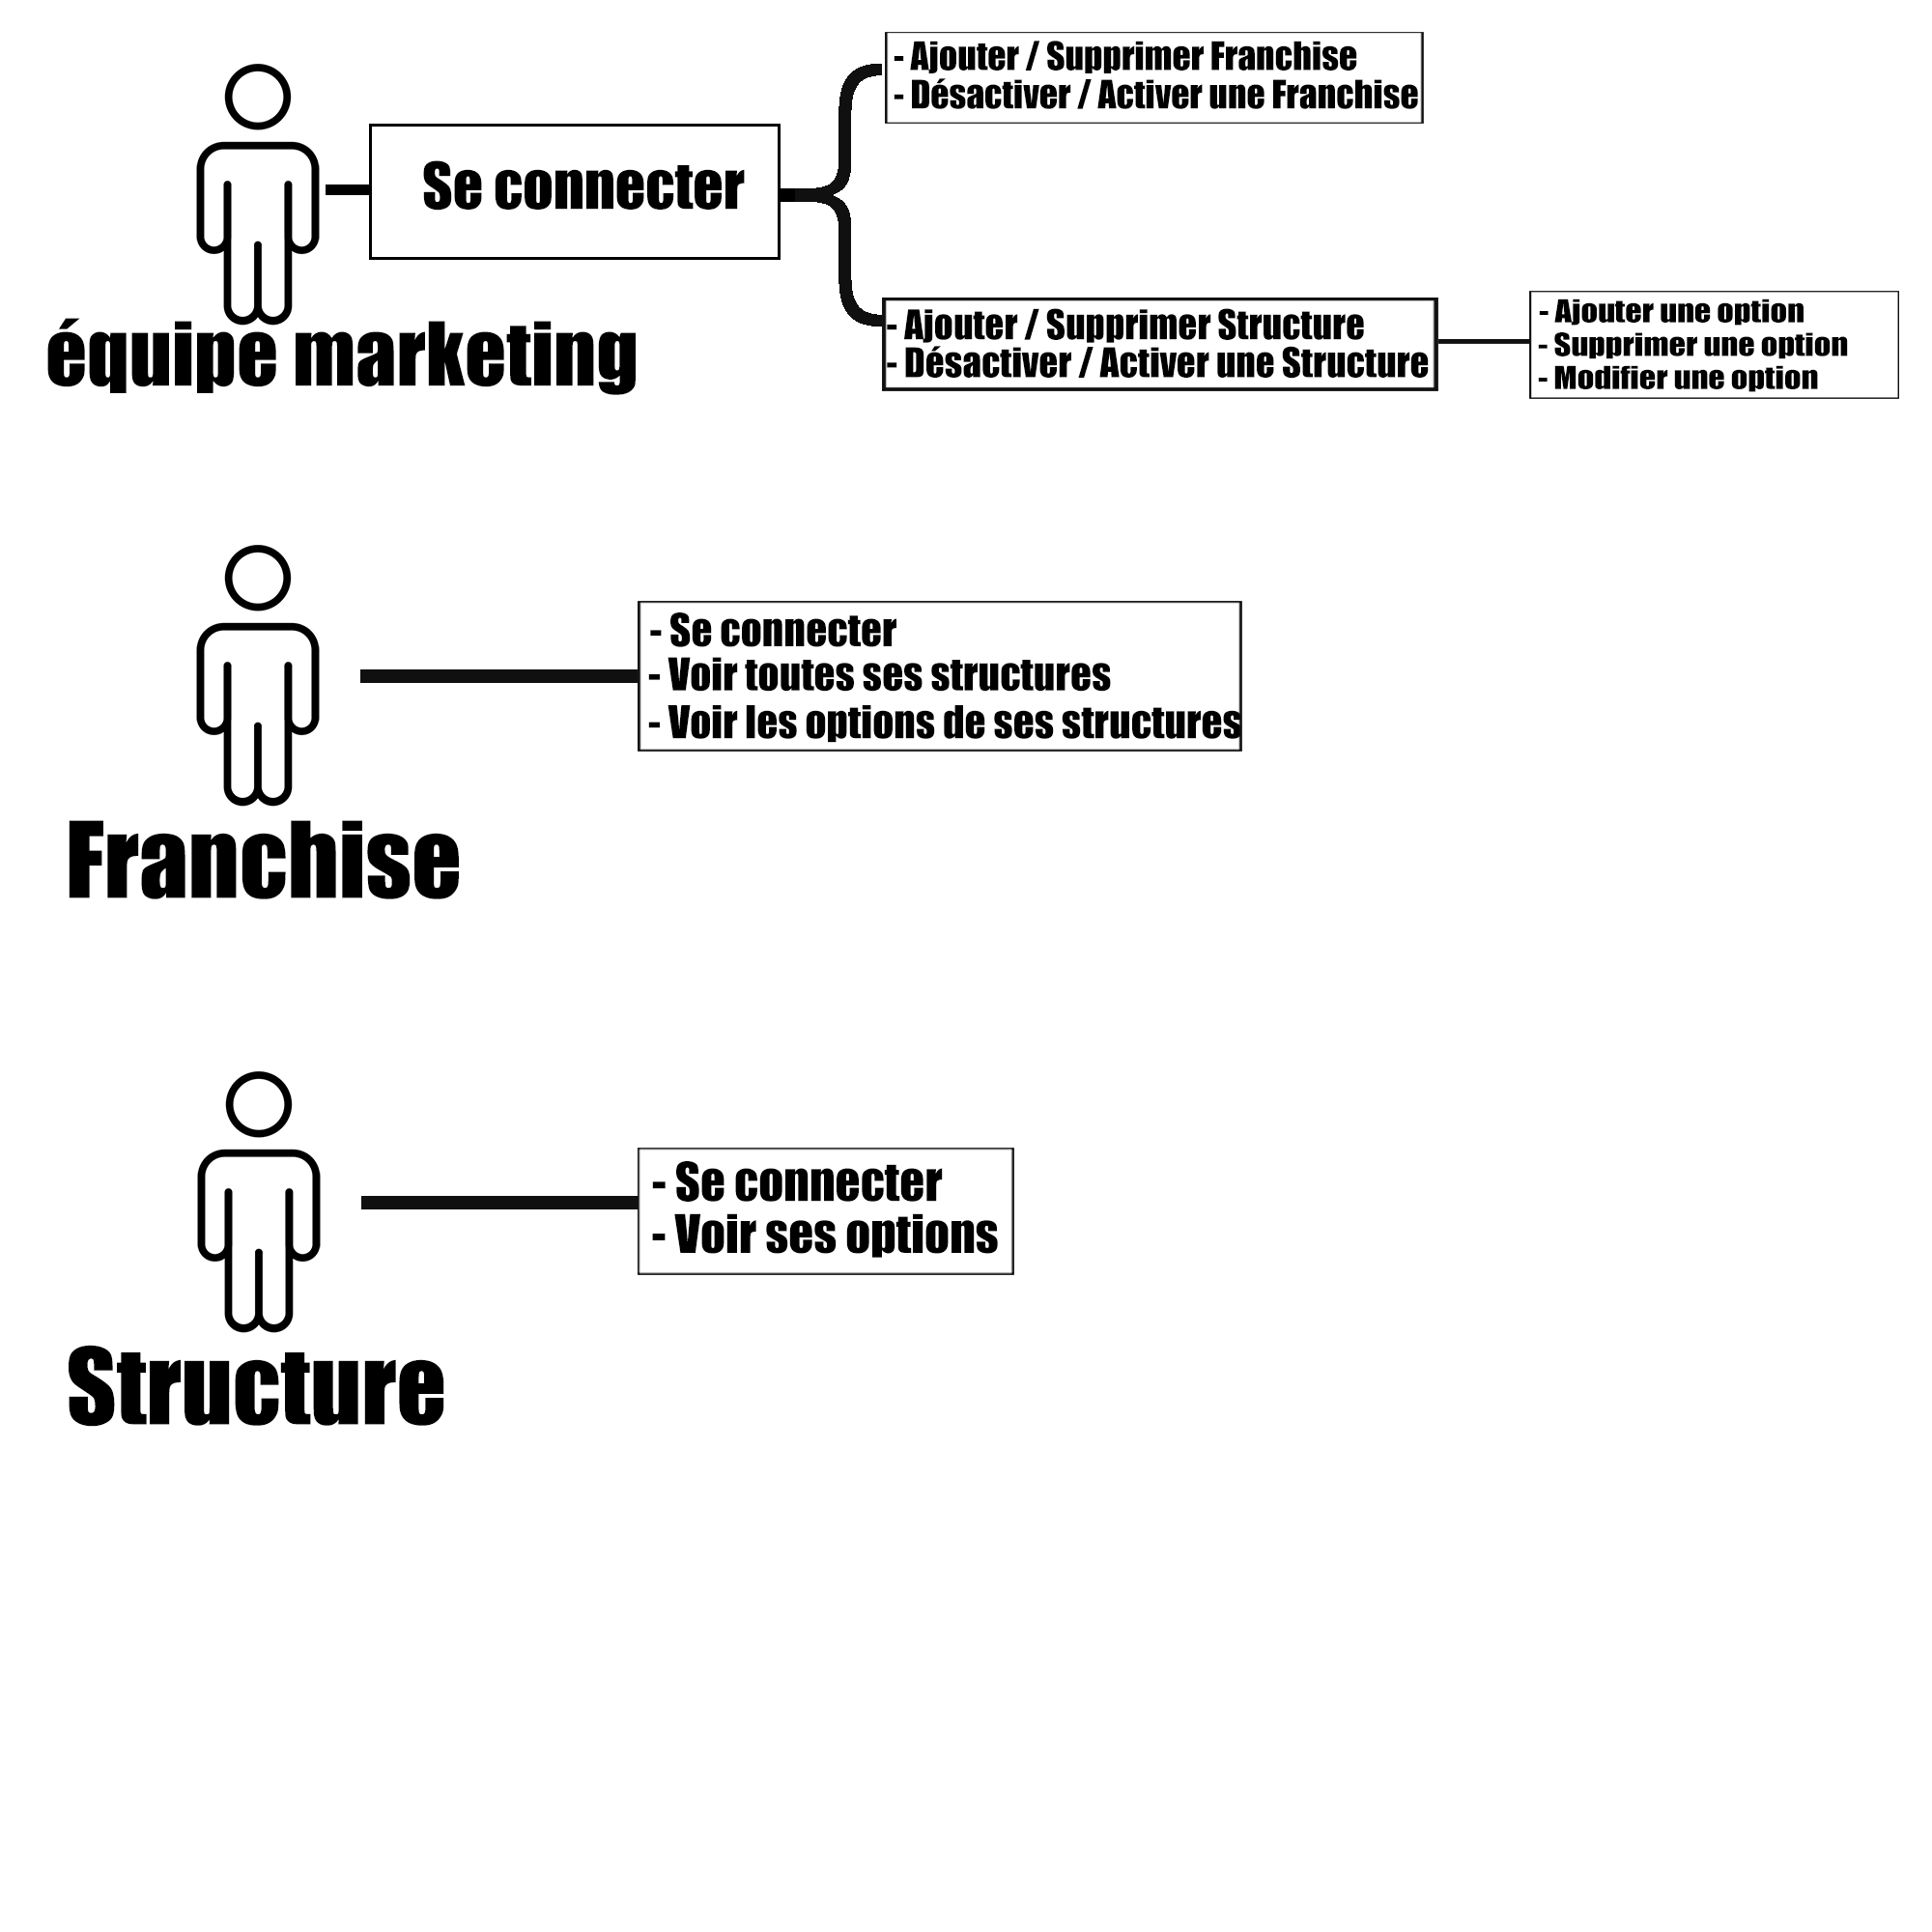 - Ajouter / Supprimer Franchise
- Désactiver / Activer une Franchise
Se connecter
- Ajouter / Supprimer Structure
- Désactiver / Activer une Structure
- Ajouter une option
- Supprimer une option
- Modifier une option
équipe marketing
- Se connecter
- Voir toutes ses structures
- Voir les options de ses structures
Franchise
- Se connecter
- Voir ses options
Structure